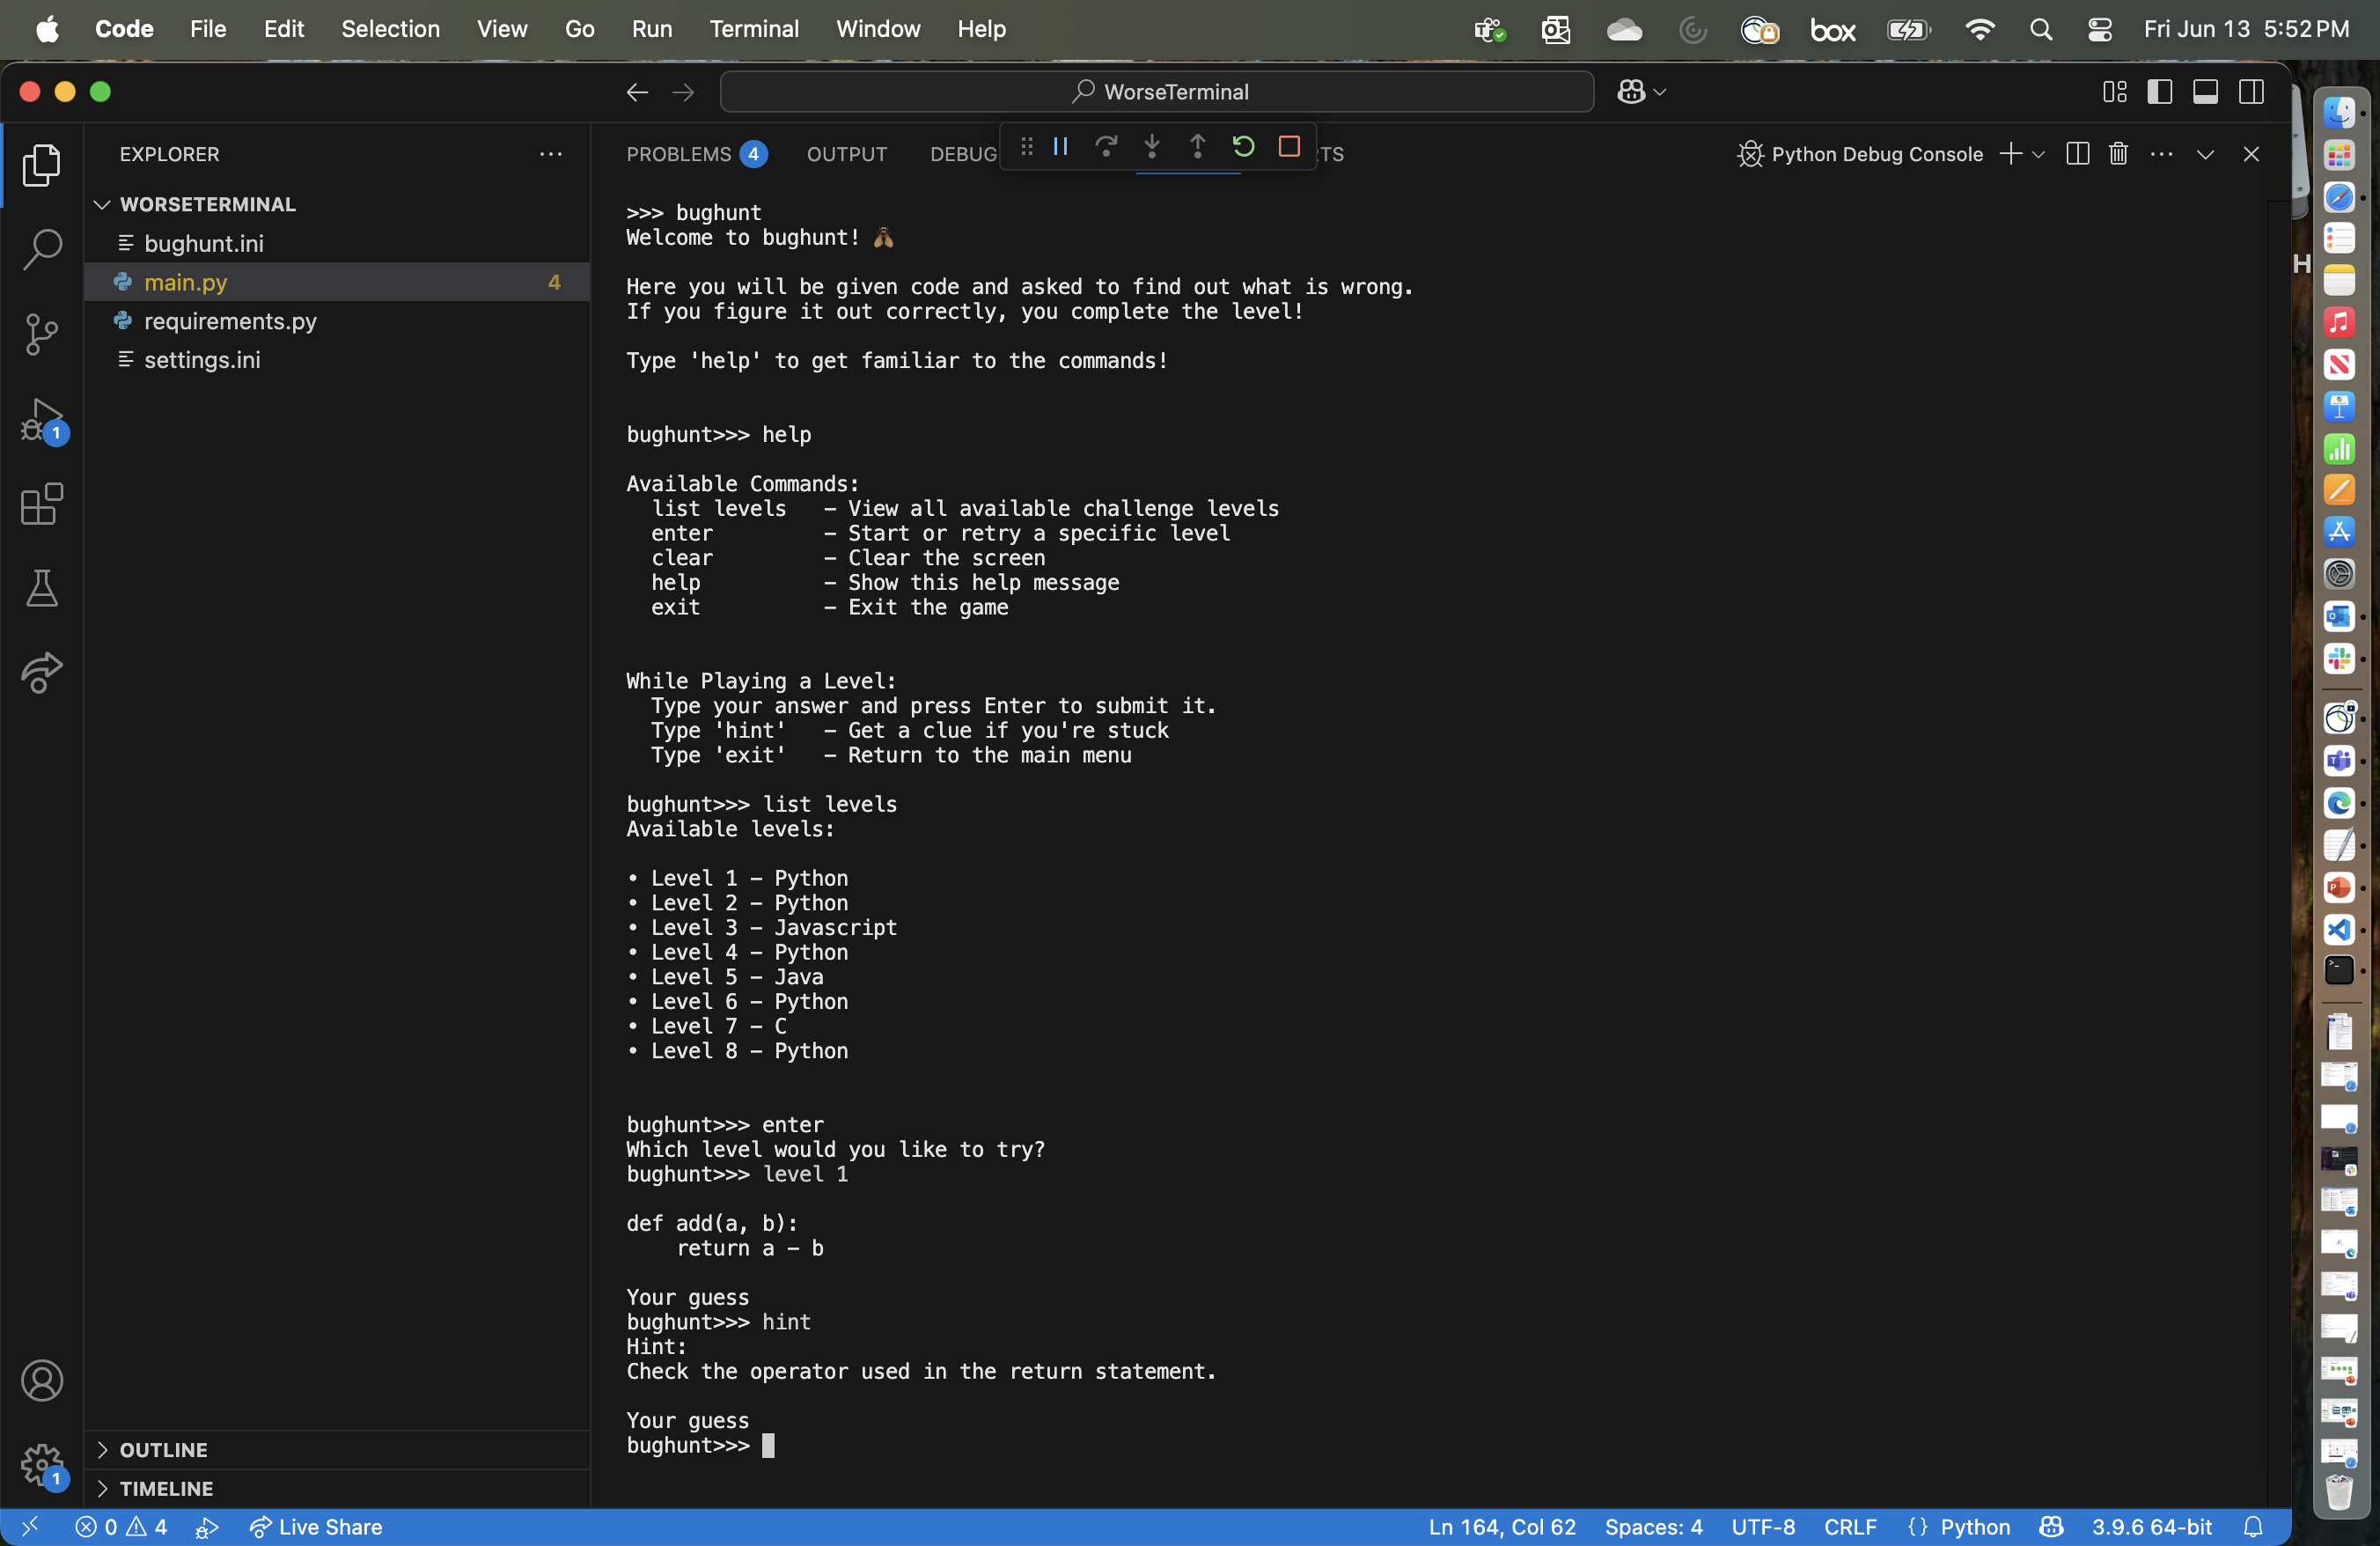 Code File Edit Selection View Go Run Terminal Window Help box Fri Jun 13 5:52 PM
WorseTerminal
EXPLORER
PROBLEMS 4 OUTPUT DEBUG TS Python Debug Console
WORSETERMINAL
bughunt.ini
main.py 4
requirements.py
settings.ini
1
>>> bughunt
Welcome to bughunt!
Here you will be given code and asked to find out what is wrong.
If you figure it out correctly, you complete the level!
Type 'help' to get familiar to the commands!
bughunt>>> help
Available Commands:
list levels – View all available challenge levels
enter – Start or retry a specific level
clear – Clear the screen
help – Show this help message
exit – Exit the game
While Playing a Level:
Type your answer and press Enter to submit it.
Type 'hint' – Get a clue if you're stuck
Type 'exit' – Return to the main menu
bughunt>>> list levels
Available levels:
• Level 1 – Python
• Level 2 – Python
• Level 3 – Javascript
• Level 4 – Python
• Level 5 – Java
• Level 6 – Python
• Level 7 – C
• Level 8 – Python
bughunt>>> enter
Which level would you like to try?
bughunt>>> level 1
def add(a, b):
return a – b
Your guess
bughunt>>> hint
Hint:
Check the operator used in the return statement.
Your guess
bughunt>>>
OUTLINE
1
TIMELINE
0 4 Live Share Ln 164, Col 62 Spaces: 4 UTF-8 CRLF {} Python 3.9.6 64-bit
H